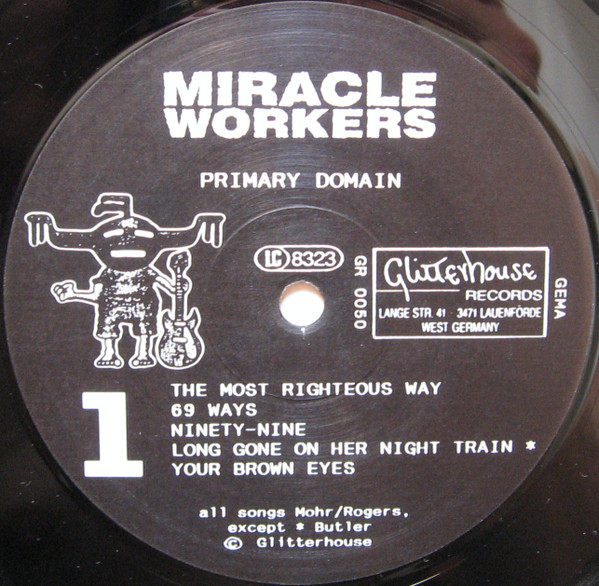 MIRACLE
WORKERS
PRIMARY DOMAIN
LC 8323
GR 0050
Glitterhouse
RECORDS
LANGE STR. 41 · 3471 LAUENFÖRDE
WEST GERMANY
GEMA
1
THE MOST RIGHTEOUS WAY
69 WAYS
NINETY-NINE
LONG GONE ON HER NIGHT TRAIN *
YOUR BROWN EYES
all songs Mohr/Rogers,
except * Butler
© Glitterhouse